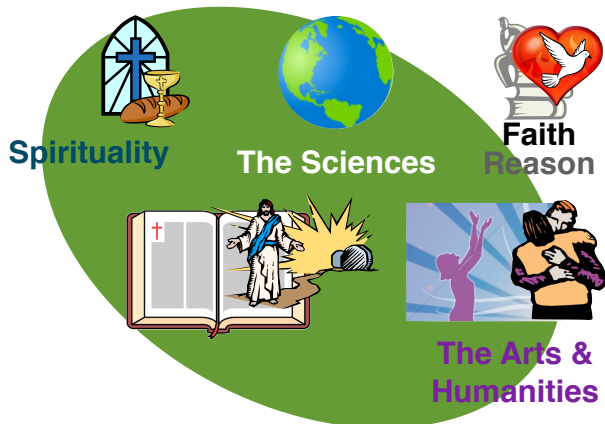 Spirituality
The Sciences
Faith
Reason
The Arts &
Humanities